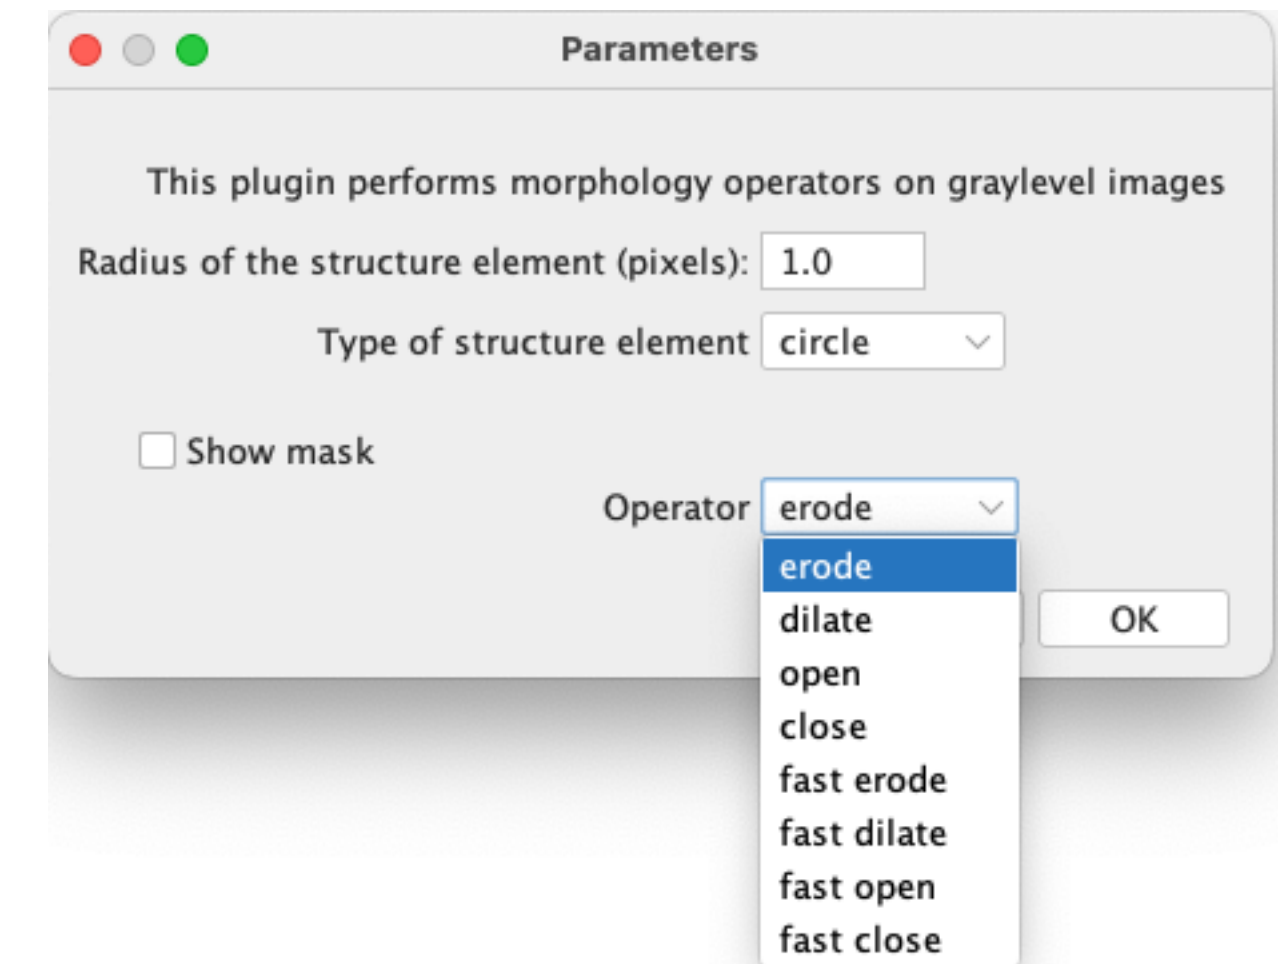 Parameters
This plugin performs morphology operators on graylevel images
Radius of the structure element (pixels): 1.0
Type of structure element circle
Show mask
Operator erode
erode
dilate
OK
open
close
fast erode
fast dilate
fast open
fast close